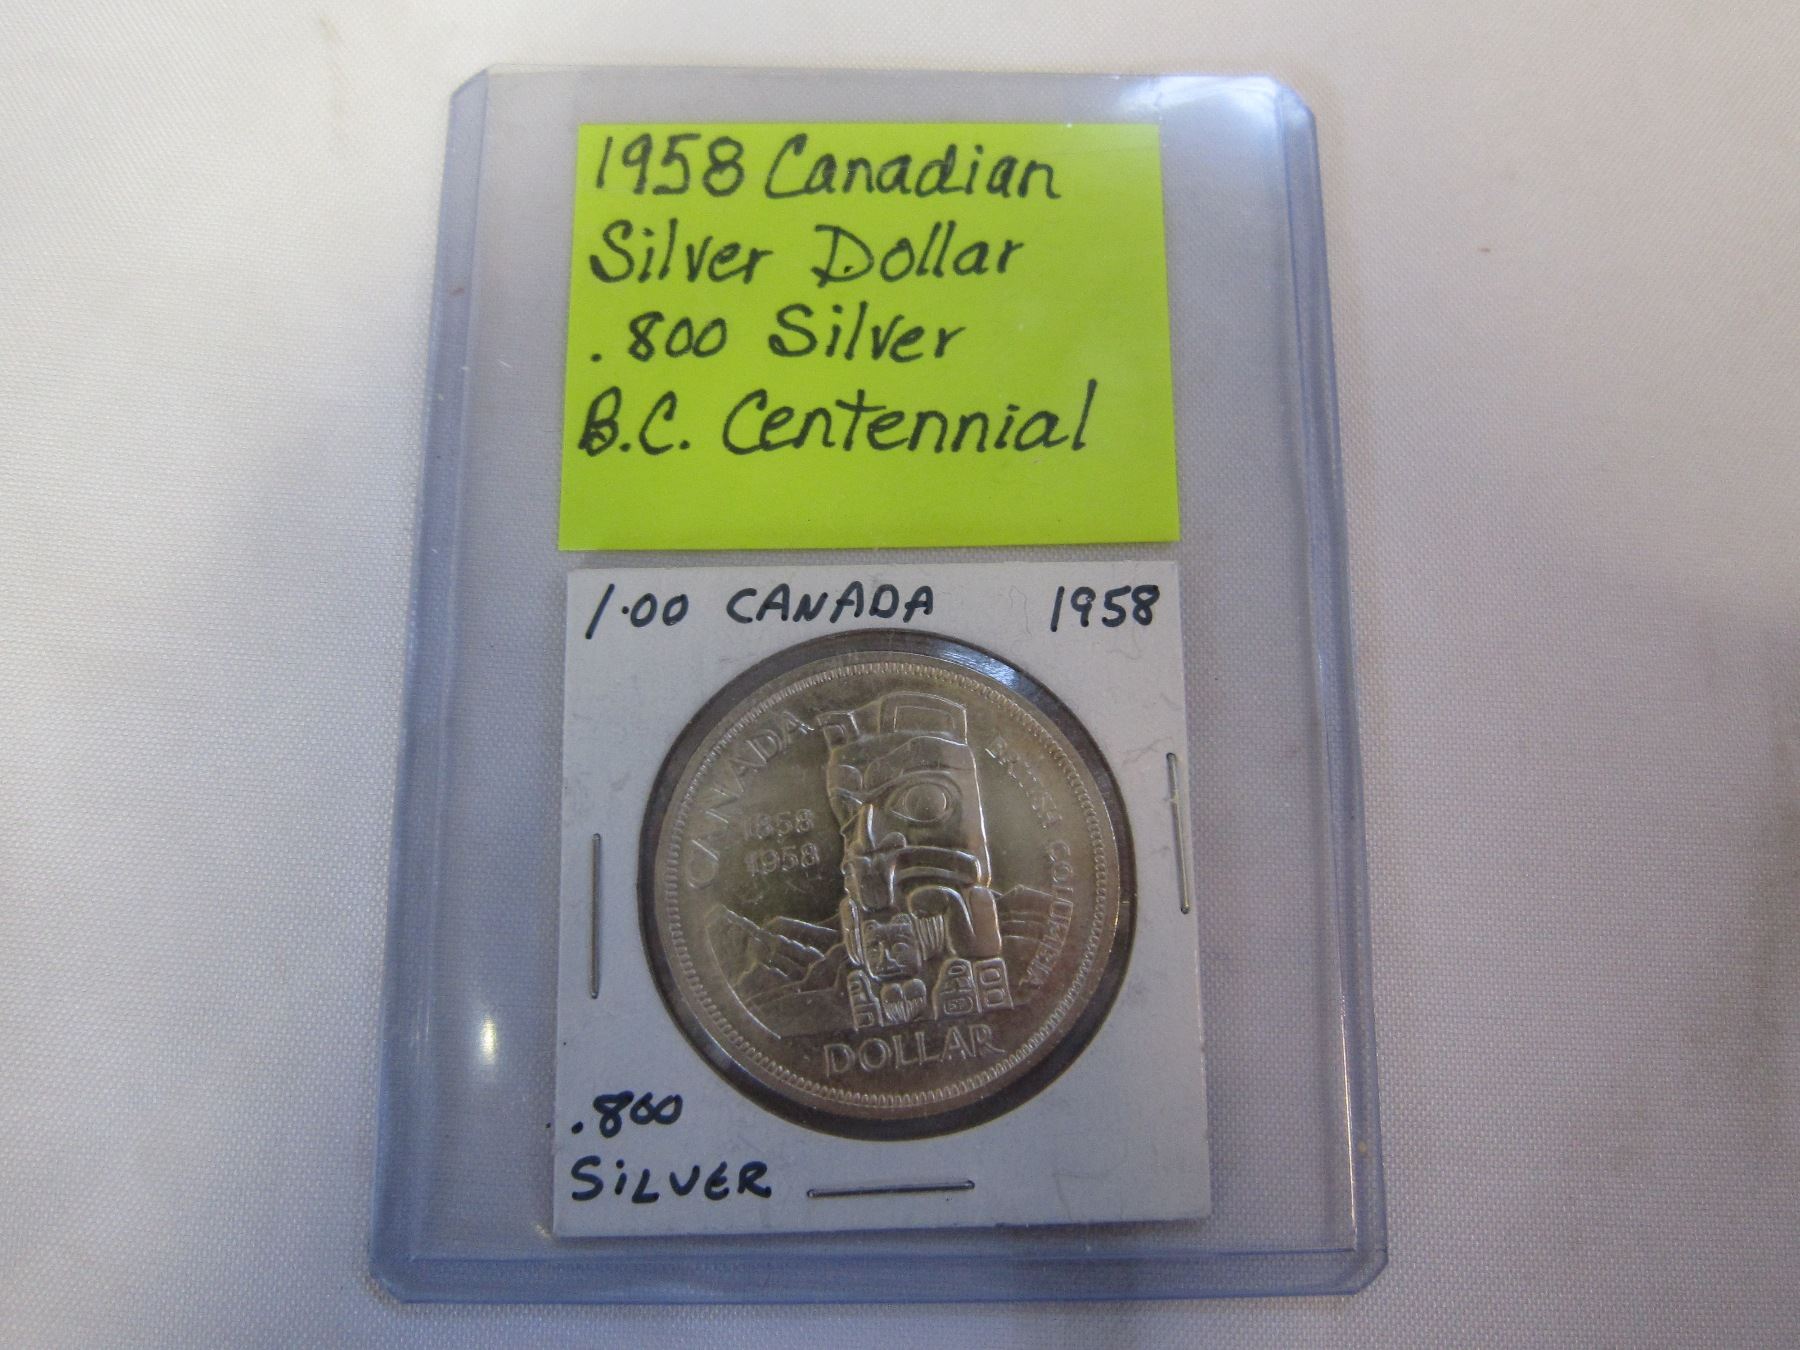 1958 Canadian
Silver Dollar
.800 Silver
B.C. Centennial
1.00 CANADA 1958
CANADA
BRITISH COLUMBIA
1858
1958
DOLLAR
.800
SILVER